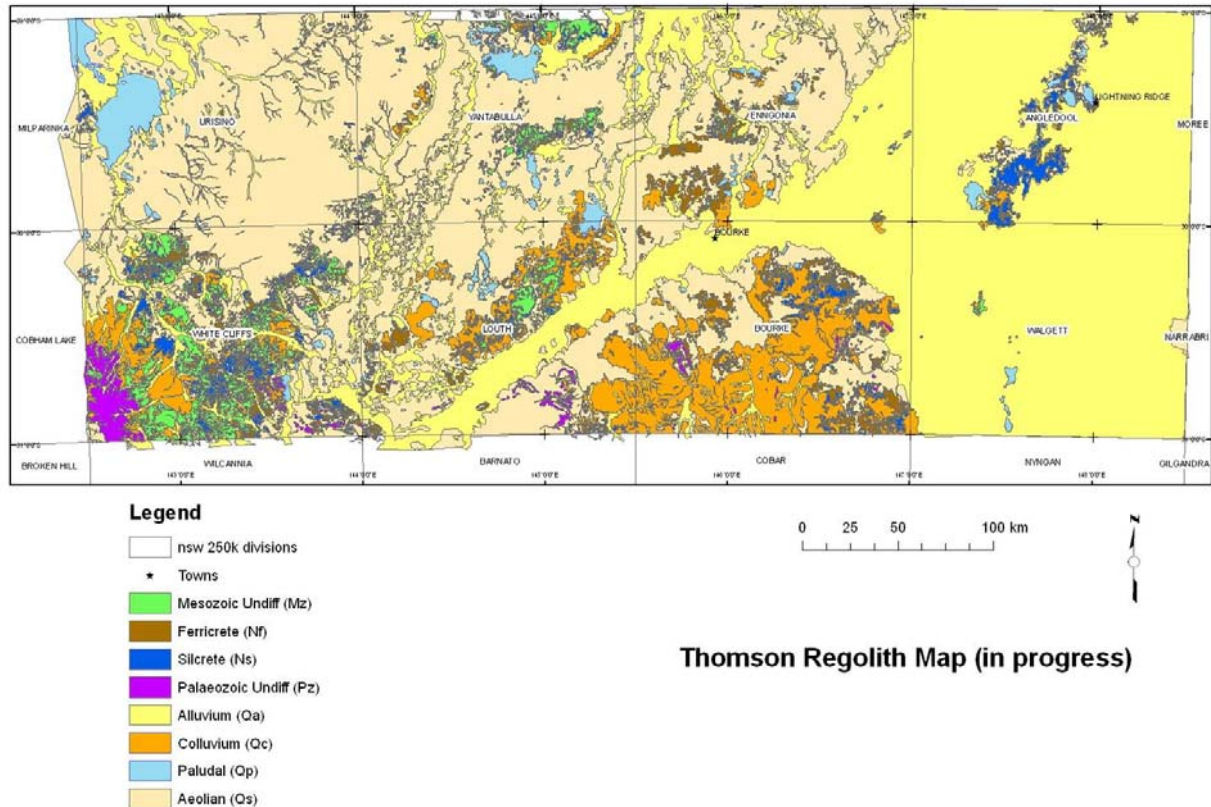 MILPARINKA
URISINO
YANTABULLA
ENNGONIA
LIGHTNING RIDGE
ANGLEDOOL
MOREE
BOURKE
COBHAM LAKE
WHITE CLIFFS
LOUTH
BOURKE
WALGETT
NARRABRI
BROKEN HILL
WILCANNIA
BARNATO
COBAR
NYNGAN
GILGANDRA
Legend
nsw 250k divisions
Towns
Mesozoic Undiff (Mz)
Ferricrete (Nf)
Silcrete (Ns)
Palaeozoic Undiff (Pz)
Alluvium (Qa)
Colluvium (Qc)
Paludal (Qp)
Aeolian (Qs)
0 25 50 100 km
Thomson Regolith Map (in progress)